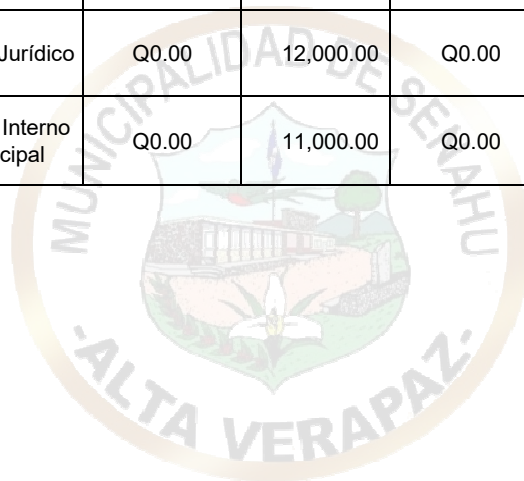 Jurídico Q0.00 12,000.00 Q0.00
Interno
cipal Q0.00 11,000.00 Q0.00
MUNICIPALIDAD DE SENAHU
·ALTA VERAPAZ·